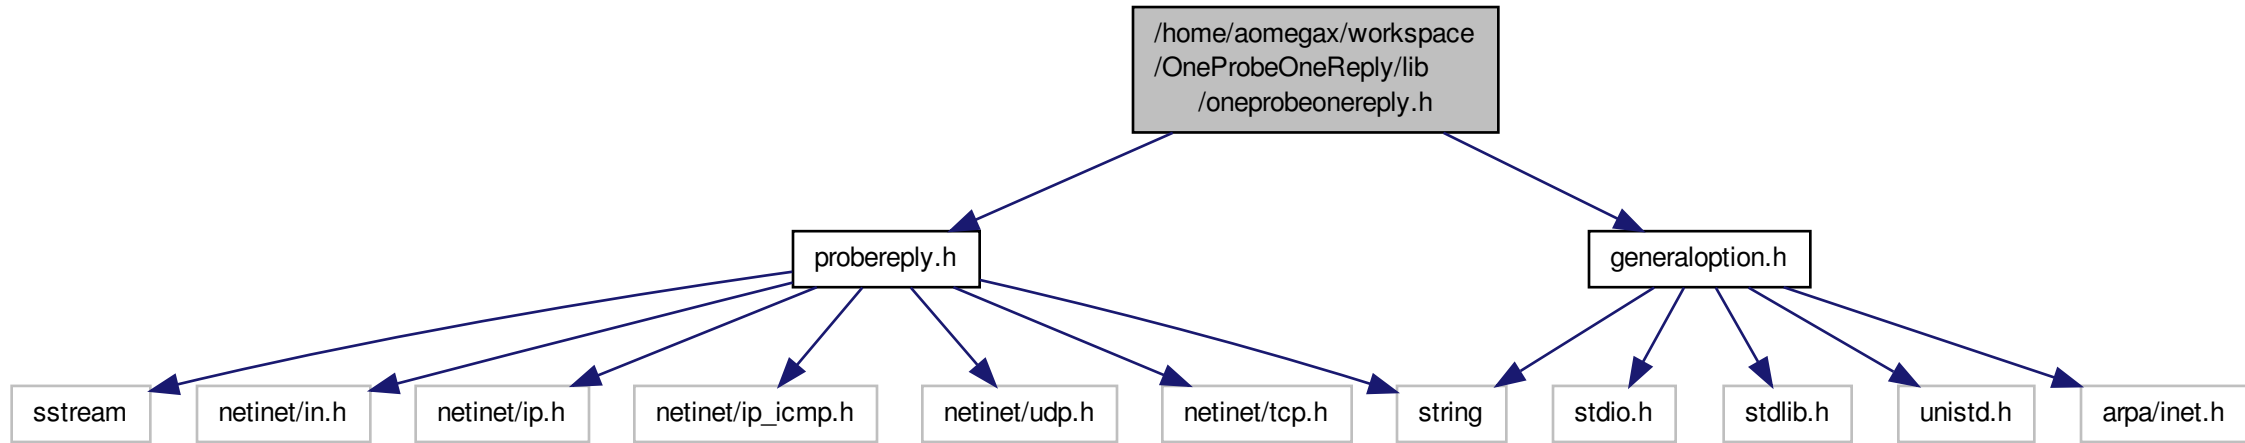 /home/aomegax/workspace
/OneProbeOneReply/lib
/oneprobeonereply.h
probereply.h
generaloption.h
sstream
netinet/in.h
netinet/ip.h
netinet/ip_icmp.h
netinet/udp.h
netinet/tcp.h
string
stdio.h
stdlib.h
unistd.h
arpa/inet.h